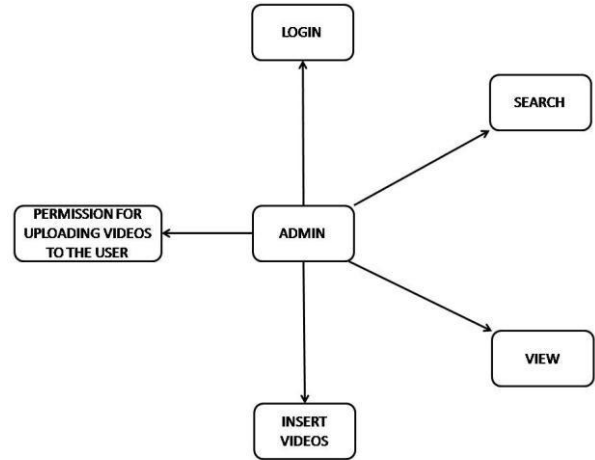 LOGIN
SEARCH
PERMISSION FOR
UPLOADING VIDEOS
TO THE USER
ADMIN
VIEW
INSERT
VIDEOS